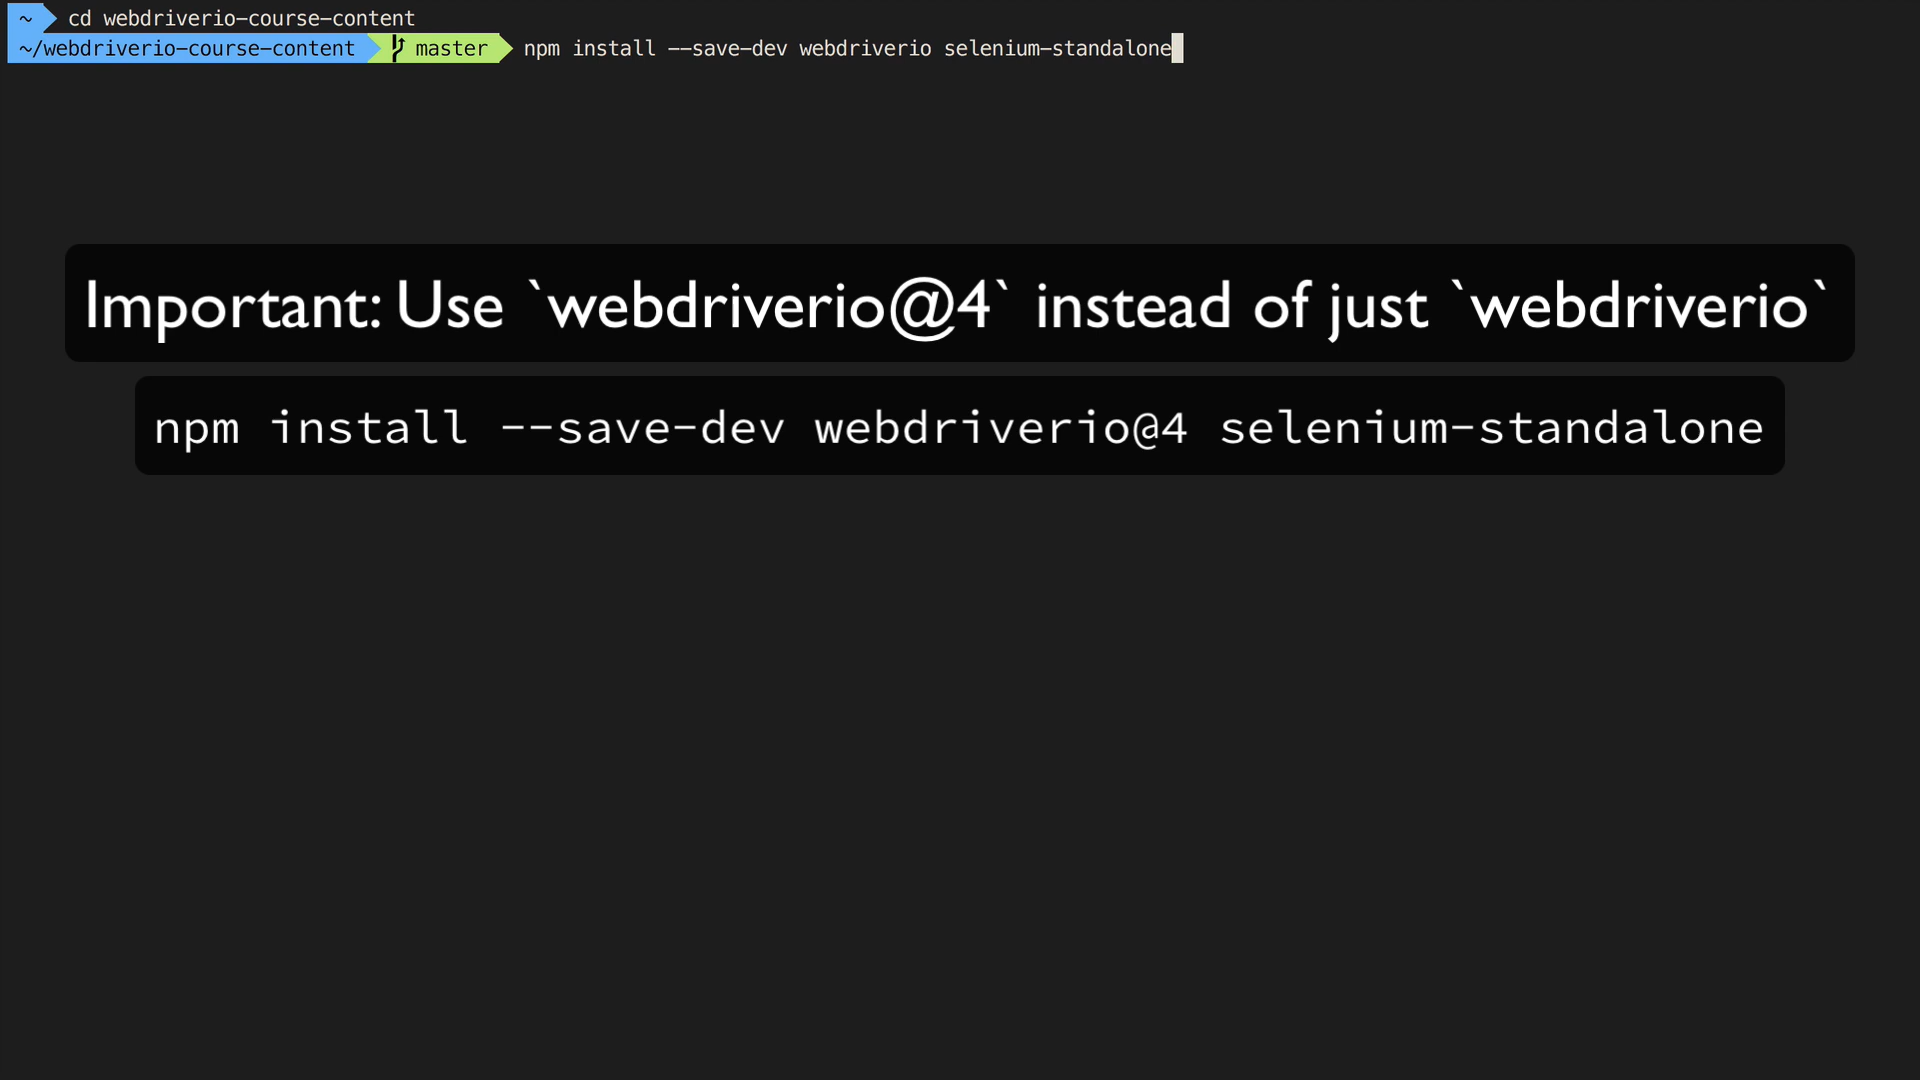 ~ cd webdriverio-course-content
~/webdriverio-course-content master npm install --save-dev webdriverio selenium-standalone
Important: Use `webdriverio@4` instead of just `webdriverio`
npm install --save-dev webdriverio@4 selenium-standalone